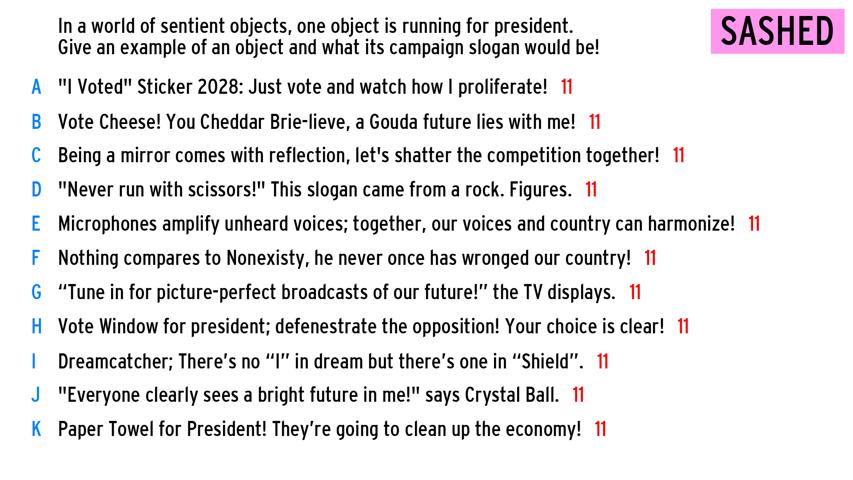 In a world of sentient objects, one object is running for president.
Give an example of an object and what its campaign slogan would be!
SASHED
A "I Voted" Sticker 2028: Just vote and watch how I proliferate! 11
B Vote Cheese! You Cheddar Brie-lieve, a Gouda future lies with me! 11
C Being a mirror comes with reflection, let's shatter the competition together! 11
D "Never run with scissors!" This slogan came from a rock. Figures. 11
E Microphones amplify unheard voices; together, our voices and country can harmonize! 11
F Nothing compares to Nonexisty, he never once has wronged our country! 11
G “Tune in for picture-perfect broadcasts of our future!” the TV displays. 11
H Vote Window for president; defenestrate the opposition! Your choice is clear! 11
I Dreamcatcher; There’s no “I” in dream but there’s one in “Shield”. 11
J "Everyone clearly sees a bright future in me!" says Crystal Ball. 11
K Paper Towel for President! They’re going to clean up the economy! 11